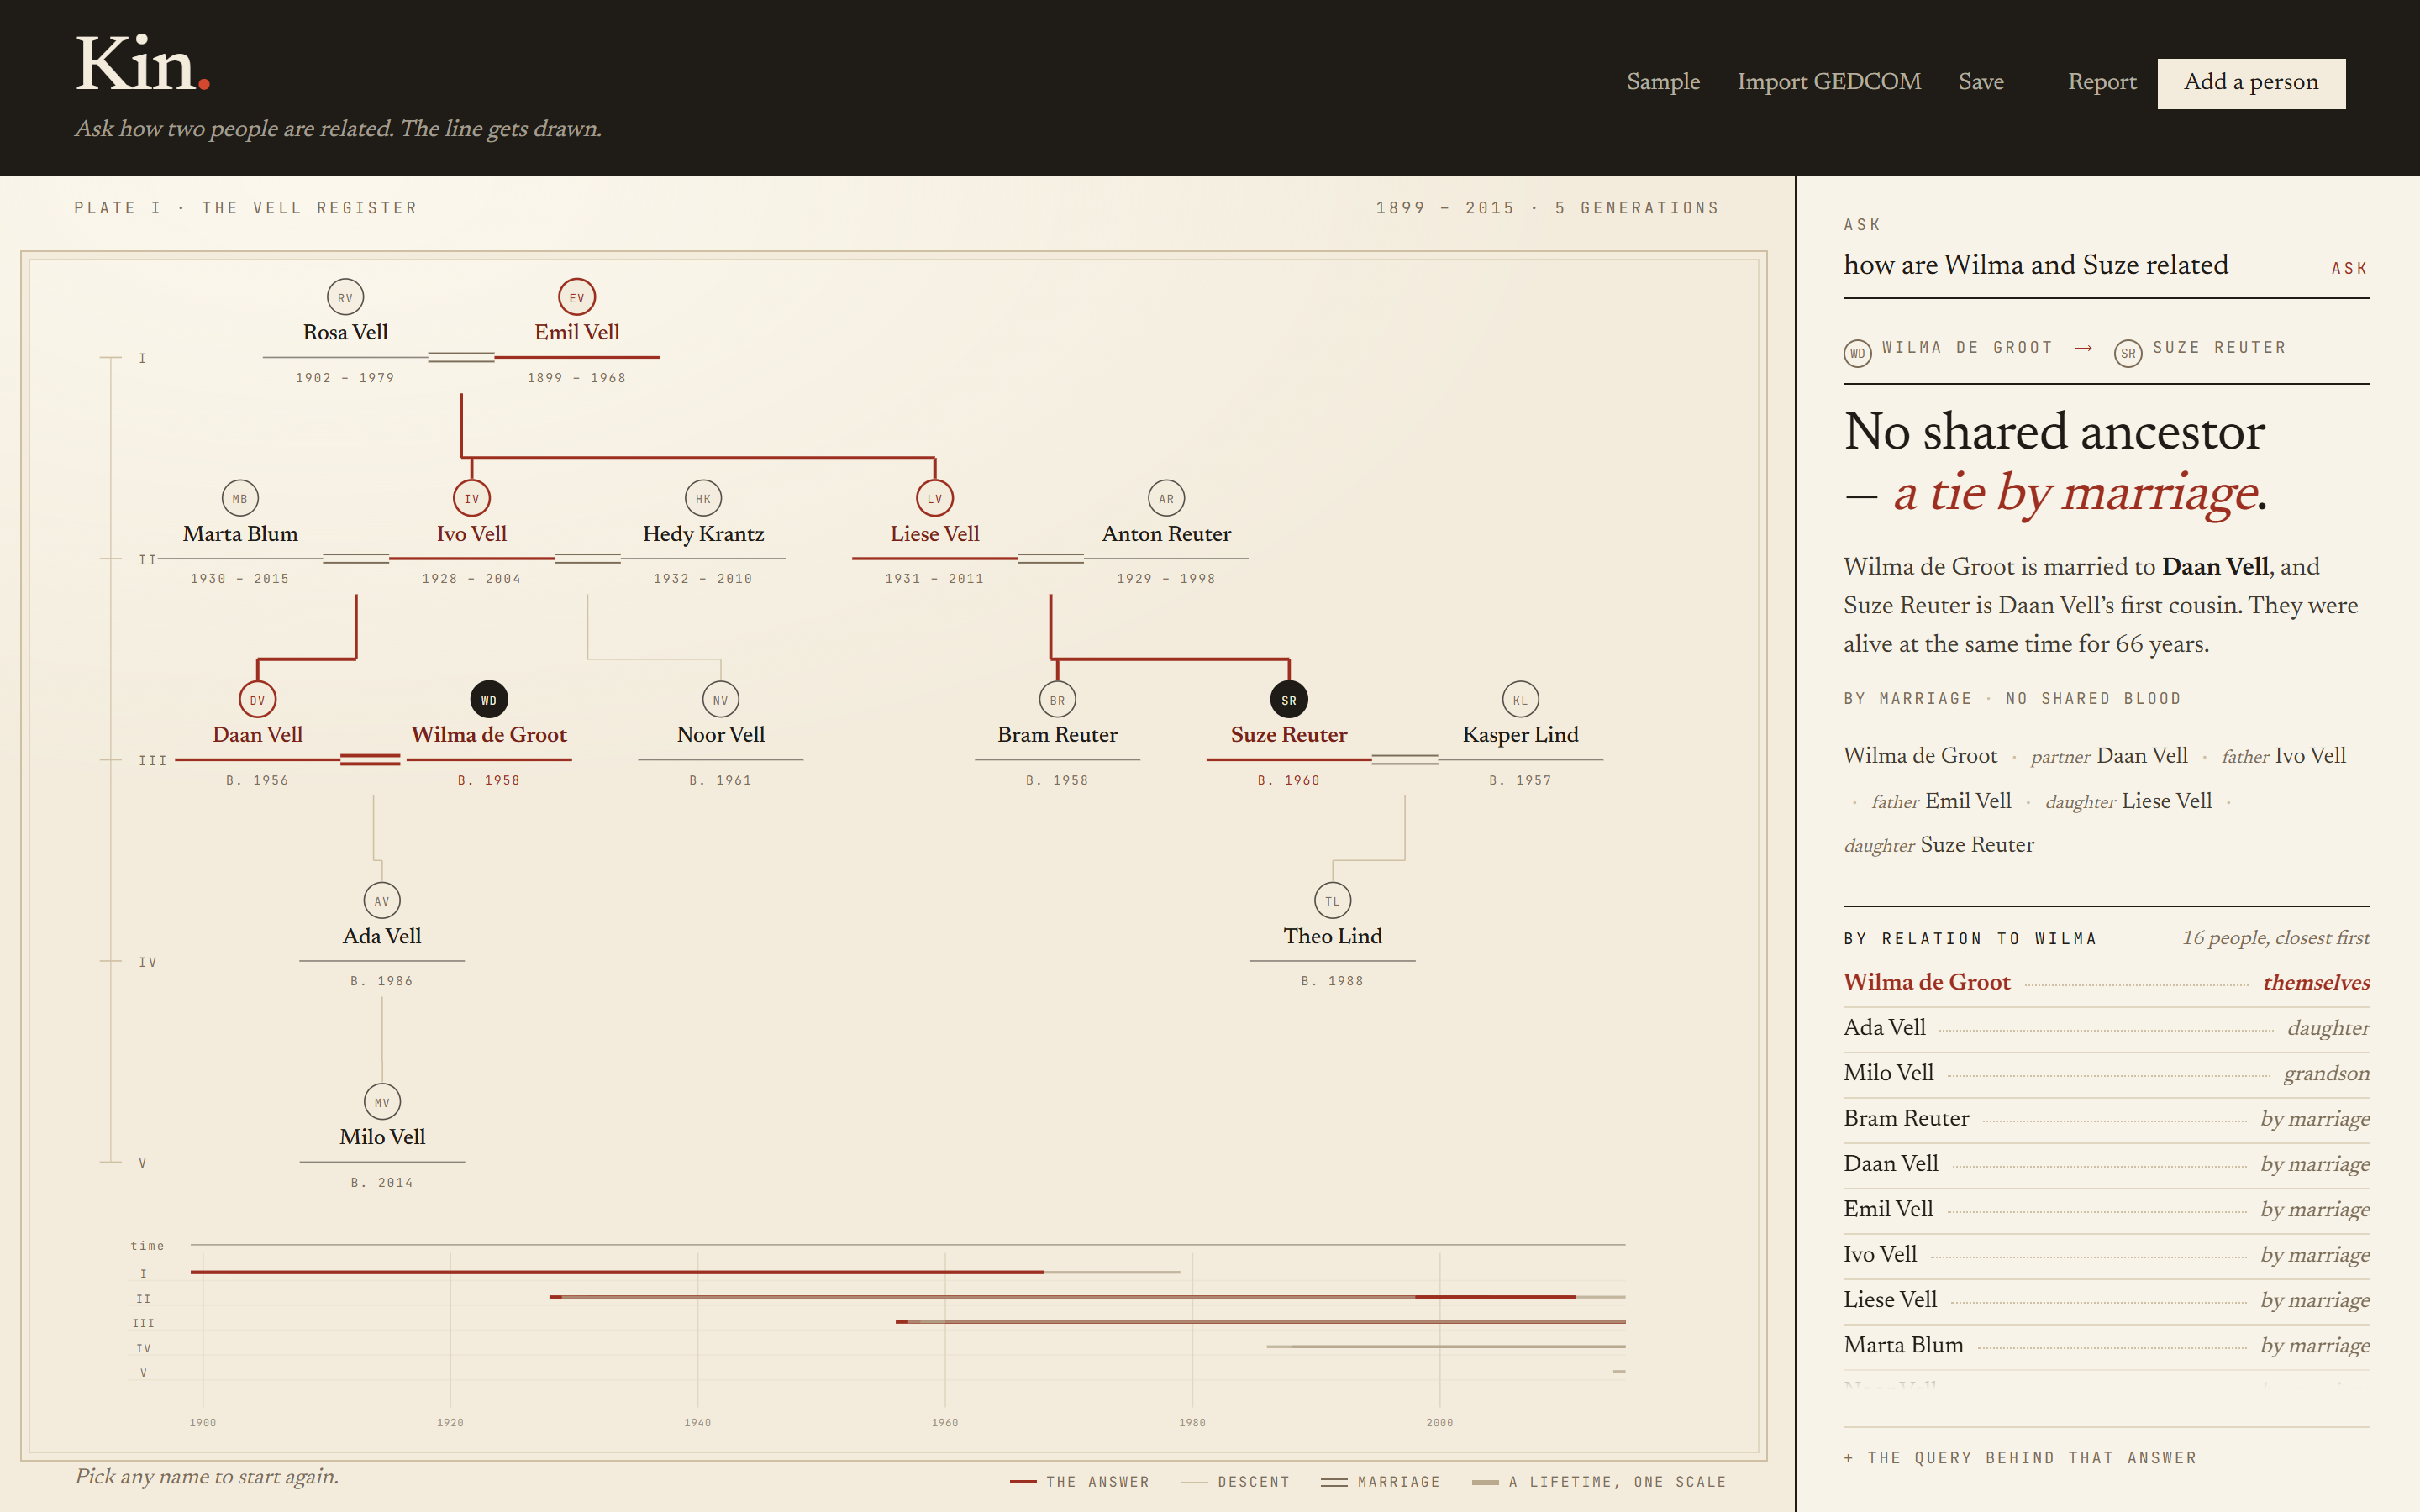 Kin.
Ask how two people are related. The line gets drawn.
Sample Import GEDCOM Save Report Add a person
PLATE I · THE VELL REGISTER
1899 – 2015 · 5 GENERATIONS
RV EV
Rosa Vell Emil Vell
I
1902 – 1979 1899 – 1968
MB IV HK LV AR
Marta Blum Ivo Vell Hedy Krantz Liese Vell Anton Reuter
II
1930 – 2015 1928 – 2004 1932 – 2010 1931 – 2011 1929 – 1998
DV WD NV BR SR KL
Daan Vell Wilma de Groot Noor Vell Bram Reuter Suze Reuter Kasper Lind
III
B. 1956 B. 1958 B. 1961 B. 1958 B. 1960 B. 1957
AV TL
Ada Vell Theo Lind
IV
B. 1986 B. 1988
MV
Milo Vell
V
B. 2014
time
I
II
III
IV
V
1900 1920 1940 1960 1980 2000
Pick any name to start again.
THE ANSWER DESCENT MARRIAGE A LIFETIME, ONE SCALE
ASK
how are Wilma and Suze related ASK
WD WILMA DE GROOT → SR SUZE REUTER
No shared ancestor
— a tie by marriage.
Wilma de Groot is married to Daan Vell, and
Suze Reuter is Daan Vell’s first cousin. They were
alive at the same time for 66 years.
BY MARRIAGE · NO SHARED BLOOD
Wilma de Groot · partner Daan Vell · father Ivo Vell
· father Emil Vell · daughter Liese Vell ·
daughter Suze Reuter
BY RELATION TO WILMA 16 people, closest first
Wilma de Groot themselves
Ada Vell daughter
Milo Vell grandson
Bram Reuter by marriage
Daan Vell by marriage
Emil Vell by marriage
Ivo Vell by marriage
Liese Vell by marriage
Marta Blum by marriage
+ THE QUERY BEHIND THAT ANSWER